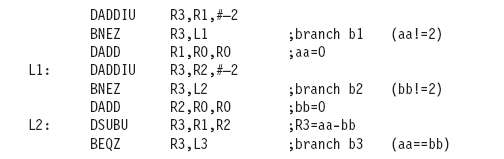 DADDIU R3,R1,#–2
BNEZ R3,L1 ;branch b1 (aa!=2)
DADD R1,R0,R0 ;aa=0
L1: DADDIU R3,R2,#–2
BNEZ R3,L2 ;branch b2 (bb!=2)
DADD R2,R0,R0 ;bb=0
L2: DSUBU R3,R1,R2 ;R3=aa-bb
BEQZ R3,L3 ;branch b3 (aa==bb)